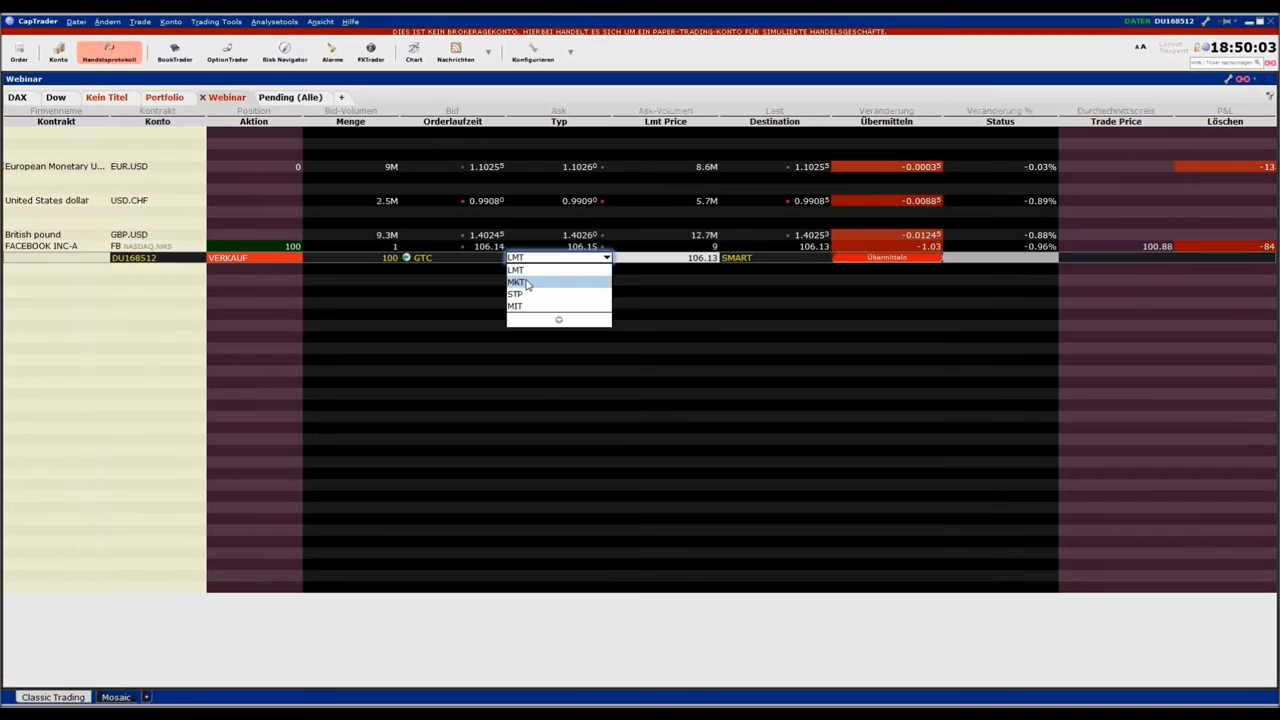 CapTrader Datei Ändern Trade Konto Trading Tools Analysetools Ansicht Hilfe DATEN DU168512
DIES IST KEIN BROKERAGEKONTO. HIERBEI HANDELT ES SICH UM EIN PAPER-TRADING-KONTO FÜR SIMULIERTE HANDELSGESCHÄFTE.
Order Konto Handelsprotokoll BookTrader OptionTrader Risk Navigator Alarme FXTrader Chart Nachrichten Konfigurieren AA Layout Gesperrt 18:50:03
Webinar
DAX Dow Kein Titel Portfolio X Webinar Pending (Alle) +
Firmenname Kontrakt Position Bid-Volumen Bid Ask Ask-Volumen Last Veränderung Veränderung % Durchschnittspreis P&L
Kontrakt Konto Aktion Menge Orderlaufzeit Typ Lmt Price Destination Übermitteln Status Trade Price Löschen
European Monetary U... EUR.USD 0 9M 1.10255 1.10260 8.6M 1.10255 -0.00035 -0.03% -13
United States dollar USD.CHF 2.5M 0.99080 0.99090 5.7M 0.99085 -0.00885 -0.89%
British pound GBP.USD 9.3M 1.40245 1.40260 12.7M 1.40253 -0.01245 -0.88%
FACEBOOK INC-A FB NASDAQ.NMS 100 1 106.14 106.15 9 106.13 -1.03 -0.96% 100.88 -84
DU168512 VERKAUF 100 GTC LMT 106.13 SMART Übermitteln
LMT
MKT
STP
MIT
Classic Trading Mosaic +